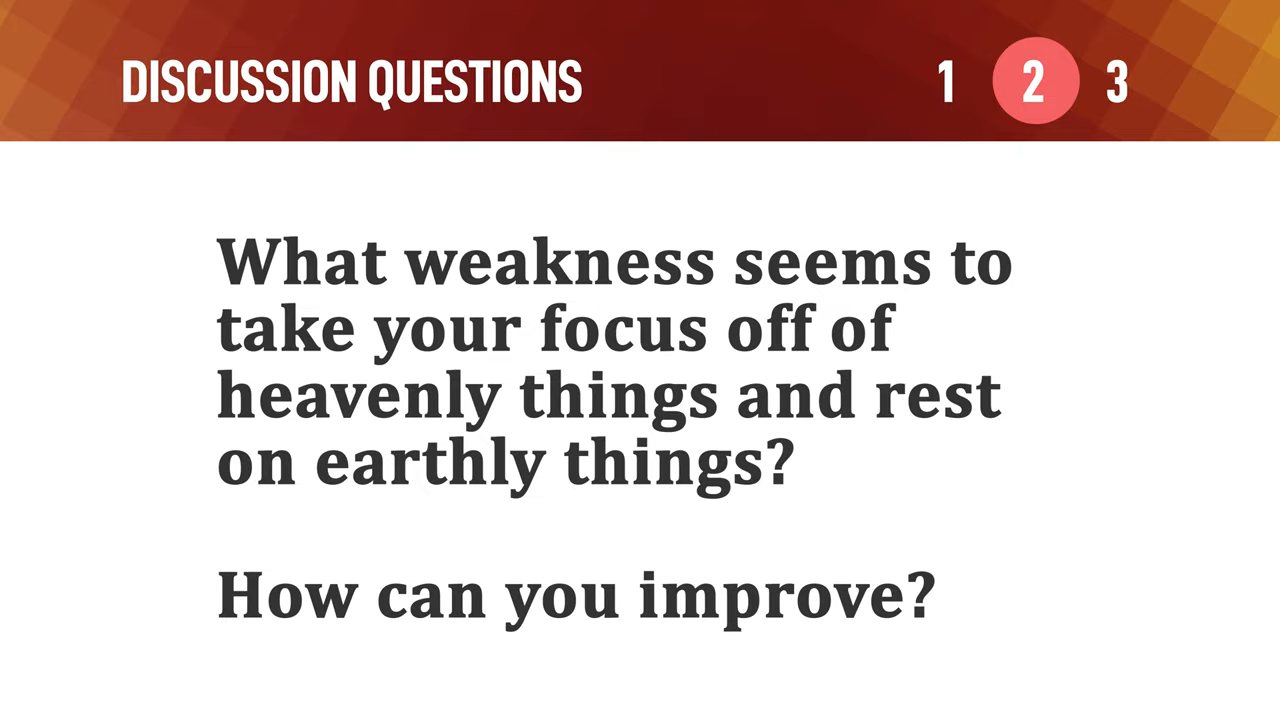 DISCUSSION QUESTIONS 1 2 3
What weakness seems to
take your focus off of
heavenly things and rest
on earthly things?
How can you improve?